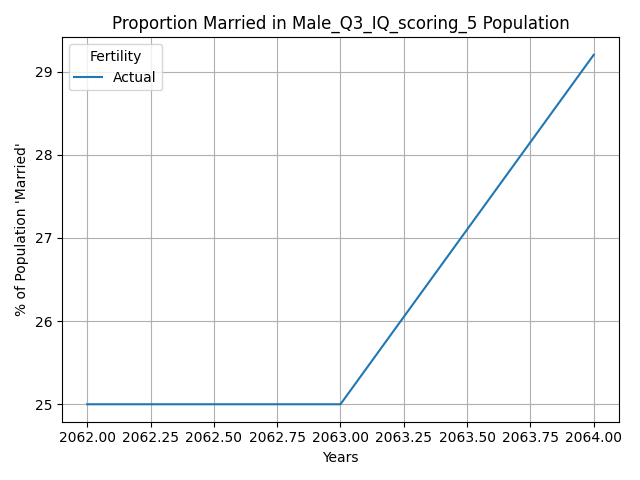 Proportion Married in Male_Q3_IQ_scoring_5 Population
Fertility
Actual
% of Population 'Married'
29
28
27
26
25
2062.00 2062.25 2062.50 2062.75 2063.00 2063.25 2063.50 2063.75 2064.00
Years